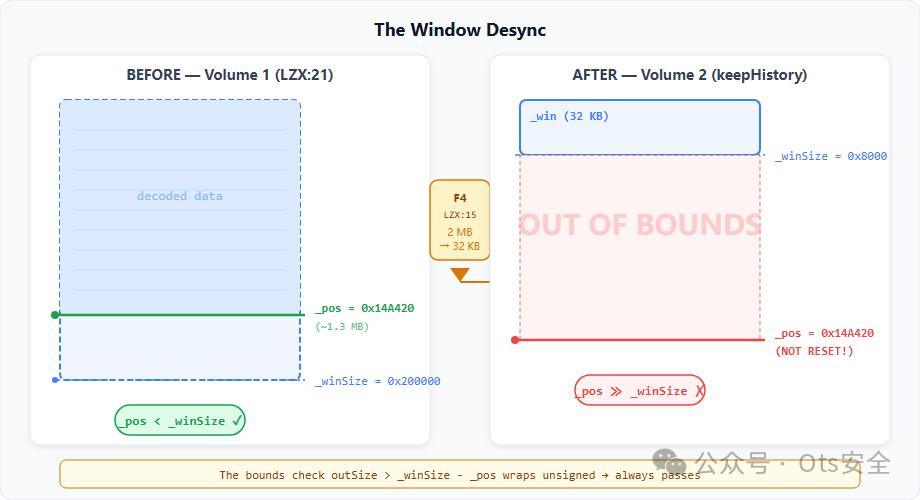 The Window Desync
BEFORE — Volume 1 (LZX:21)
decoded data
_pos = 0x14A420
(~1.3 MB)
_winSize = 0x200000
_pos < _winSize ✓
F4
LZX:15
2 MB
→ 32 KB
AFTER — Volume 2 (keepHistory)
_win (32 KB)
_winSize = 0x8000
OUT OF BOUNDS
_pos = 0x14A420
(NOT RESET!)
_pos ≫ _winSize ✗
The bounds check outSize > _winSize - _pos wraps unsigned → always passes
公众号 · Ots安全